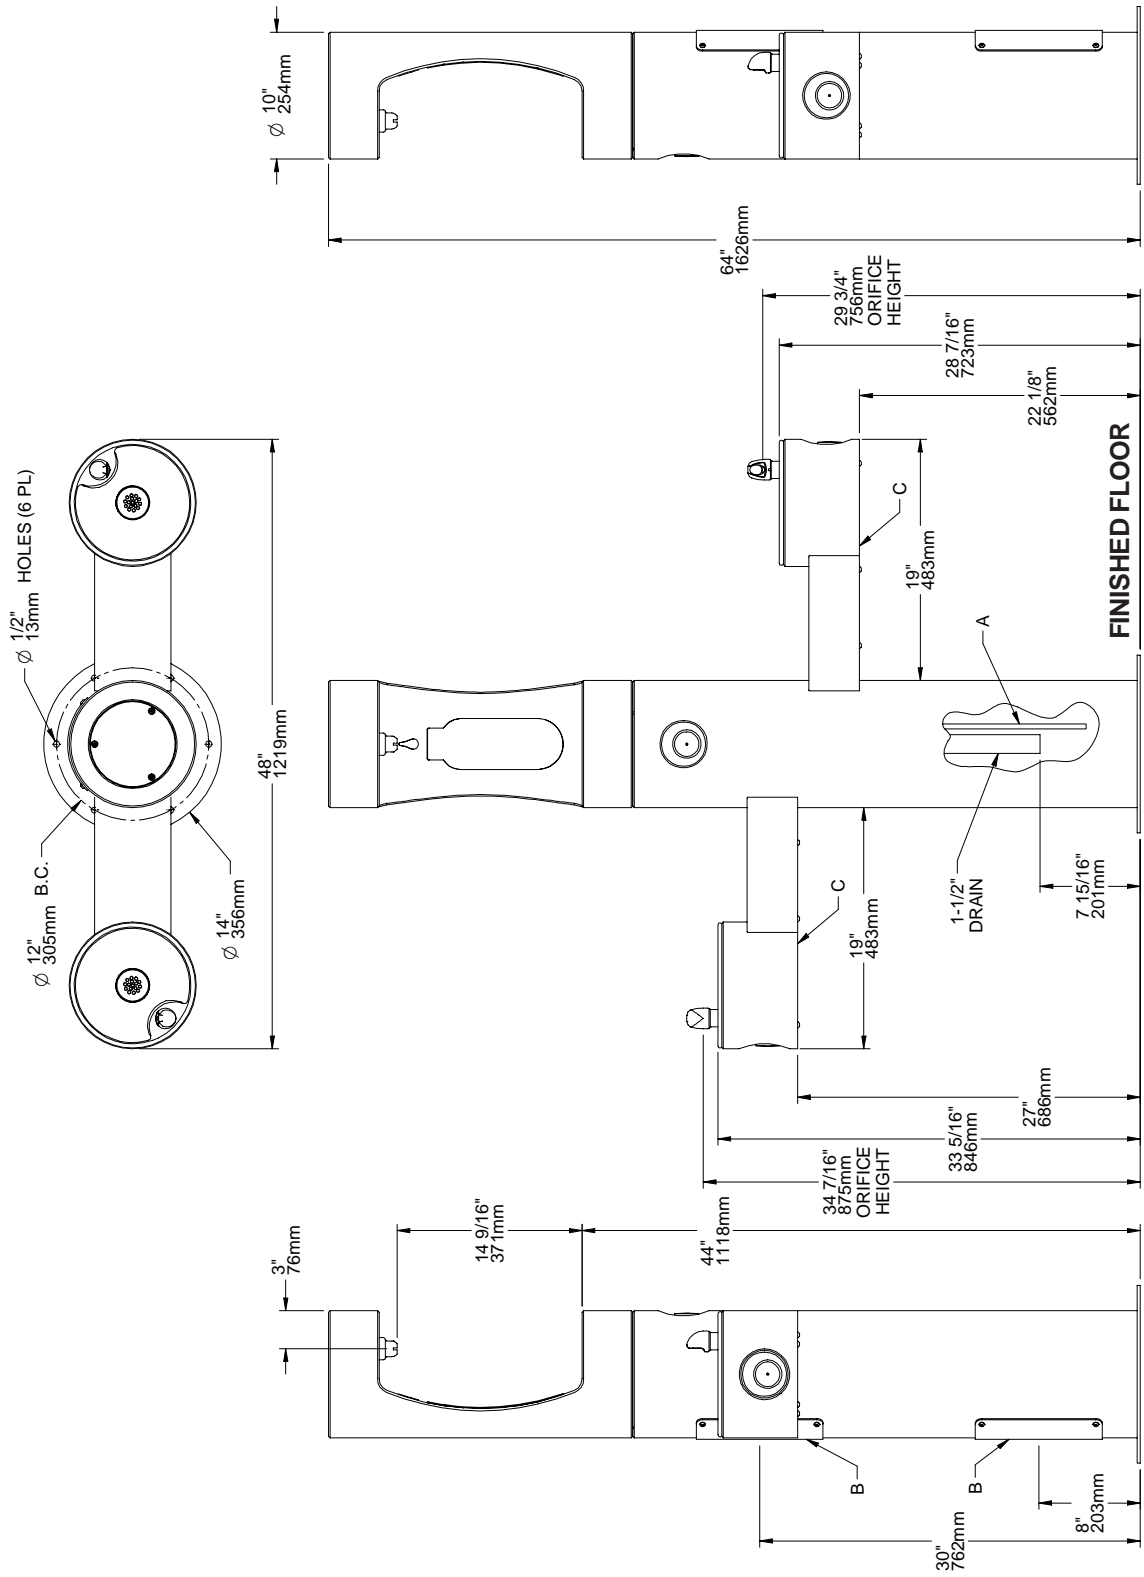 Ø 10"
254mm
64"
1626mm
29 3/4"
756mm
ORIFICE
HEIGHT
28 7/16"
723mm
22 1/8"
562mm
Ø 1/2"
13mm HOLES (6 PL)
48"
1219mm
Ø 12"
305mm B.C.
Ø 14"
356mm
C
19"
483mm
A
FINISHED FLOOR
C
19"
483mm
1-1/2"
DRAIN
7 15/16"
201mm
27"
686mm
33 5/16"
846mm
34 7/16"
875mm
ORIFICE
HEIGHT
3"
76mm
14 9/16"
371mm
44"
1118mm
B
B
8"
203mm
30"
762mm